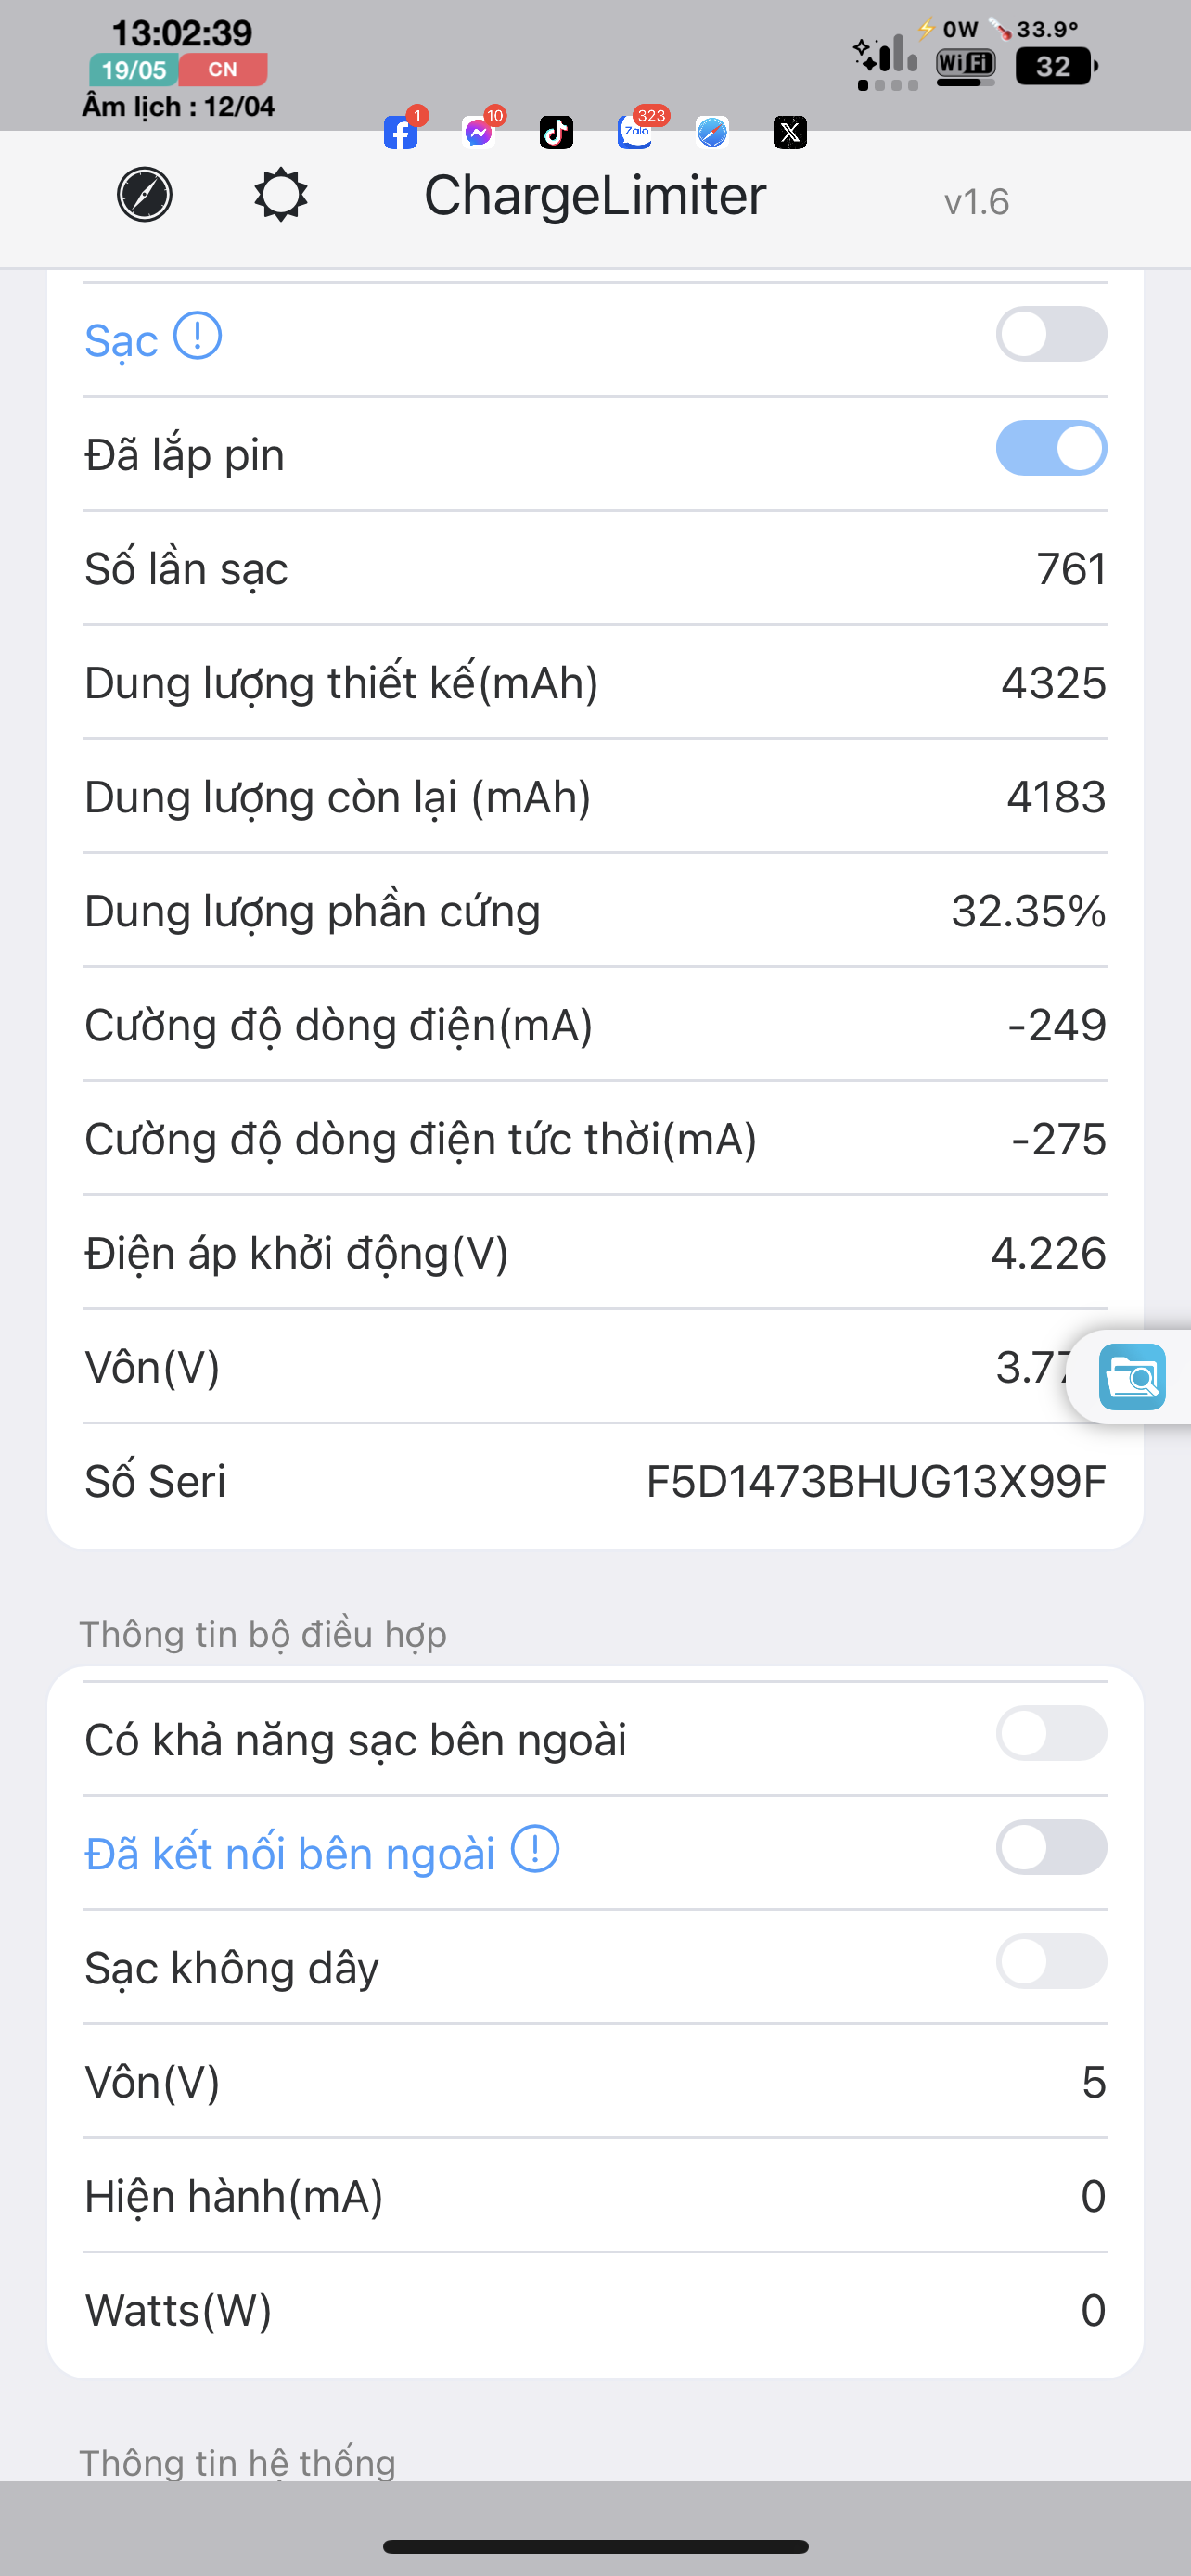 13:02:39
19/05 CN
Âm lịch : 12/04
0W 33.9°
WiFi
32
1
10
323
Zalo
ChargeLimiter
v1.6
Sạc
Đã lắp pin
Số lần sạc 761
Dung lượng thiết kế(mAh) 4325
Dung lượng còn lại (mAh) 4183
Dung lượng phần cứng 32.35%
Cường độ dòng điện(mA) -249
Cường độ dòng điện tức thời(mA) -275
Điện áp khởi động(V) 4.226
Vôn(V) 3.77
Số Seri F5D1473BHUG13X99F
Thông tin bộ điều hợp
Có khả năng sạc bên ngoài
Đã kết nối bên ngoài
Sạc không dây
Vôn(V) 5
Hiện hành(mA) 0
Watts(W) 0
Thông tin hệ thống